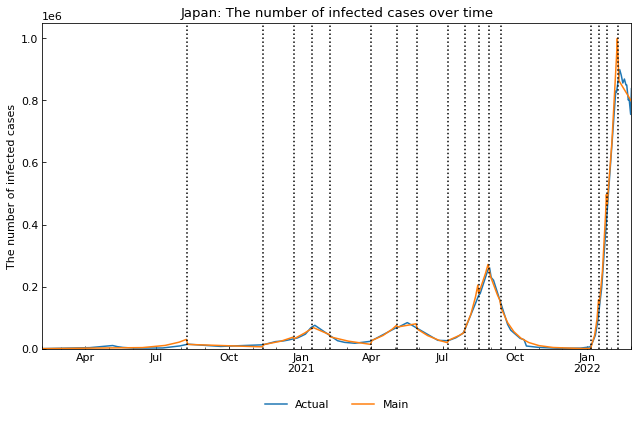 Japan: The number of infected cases over time
1e6
The number of infected cases
1.0
0.8
0.6
0.4
0.2
0.0
Apr Jul Oct Jan Apr Jul Oct Jan
2021 2022
Actual Main